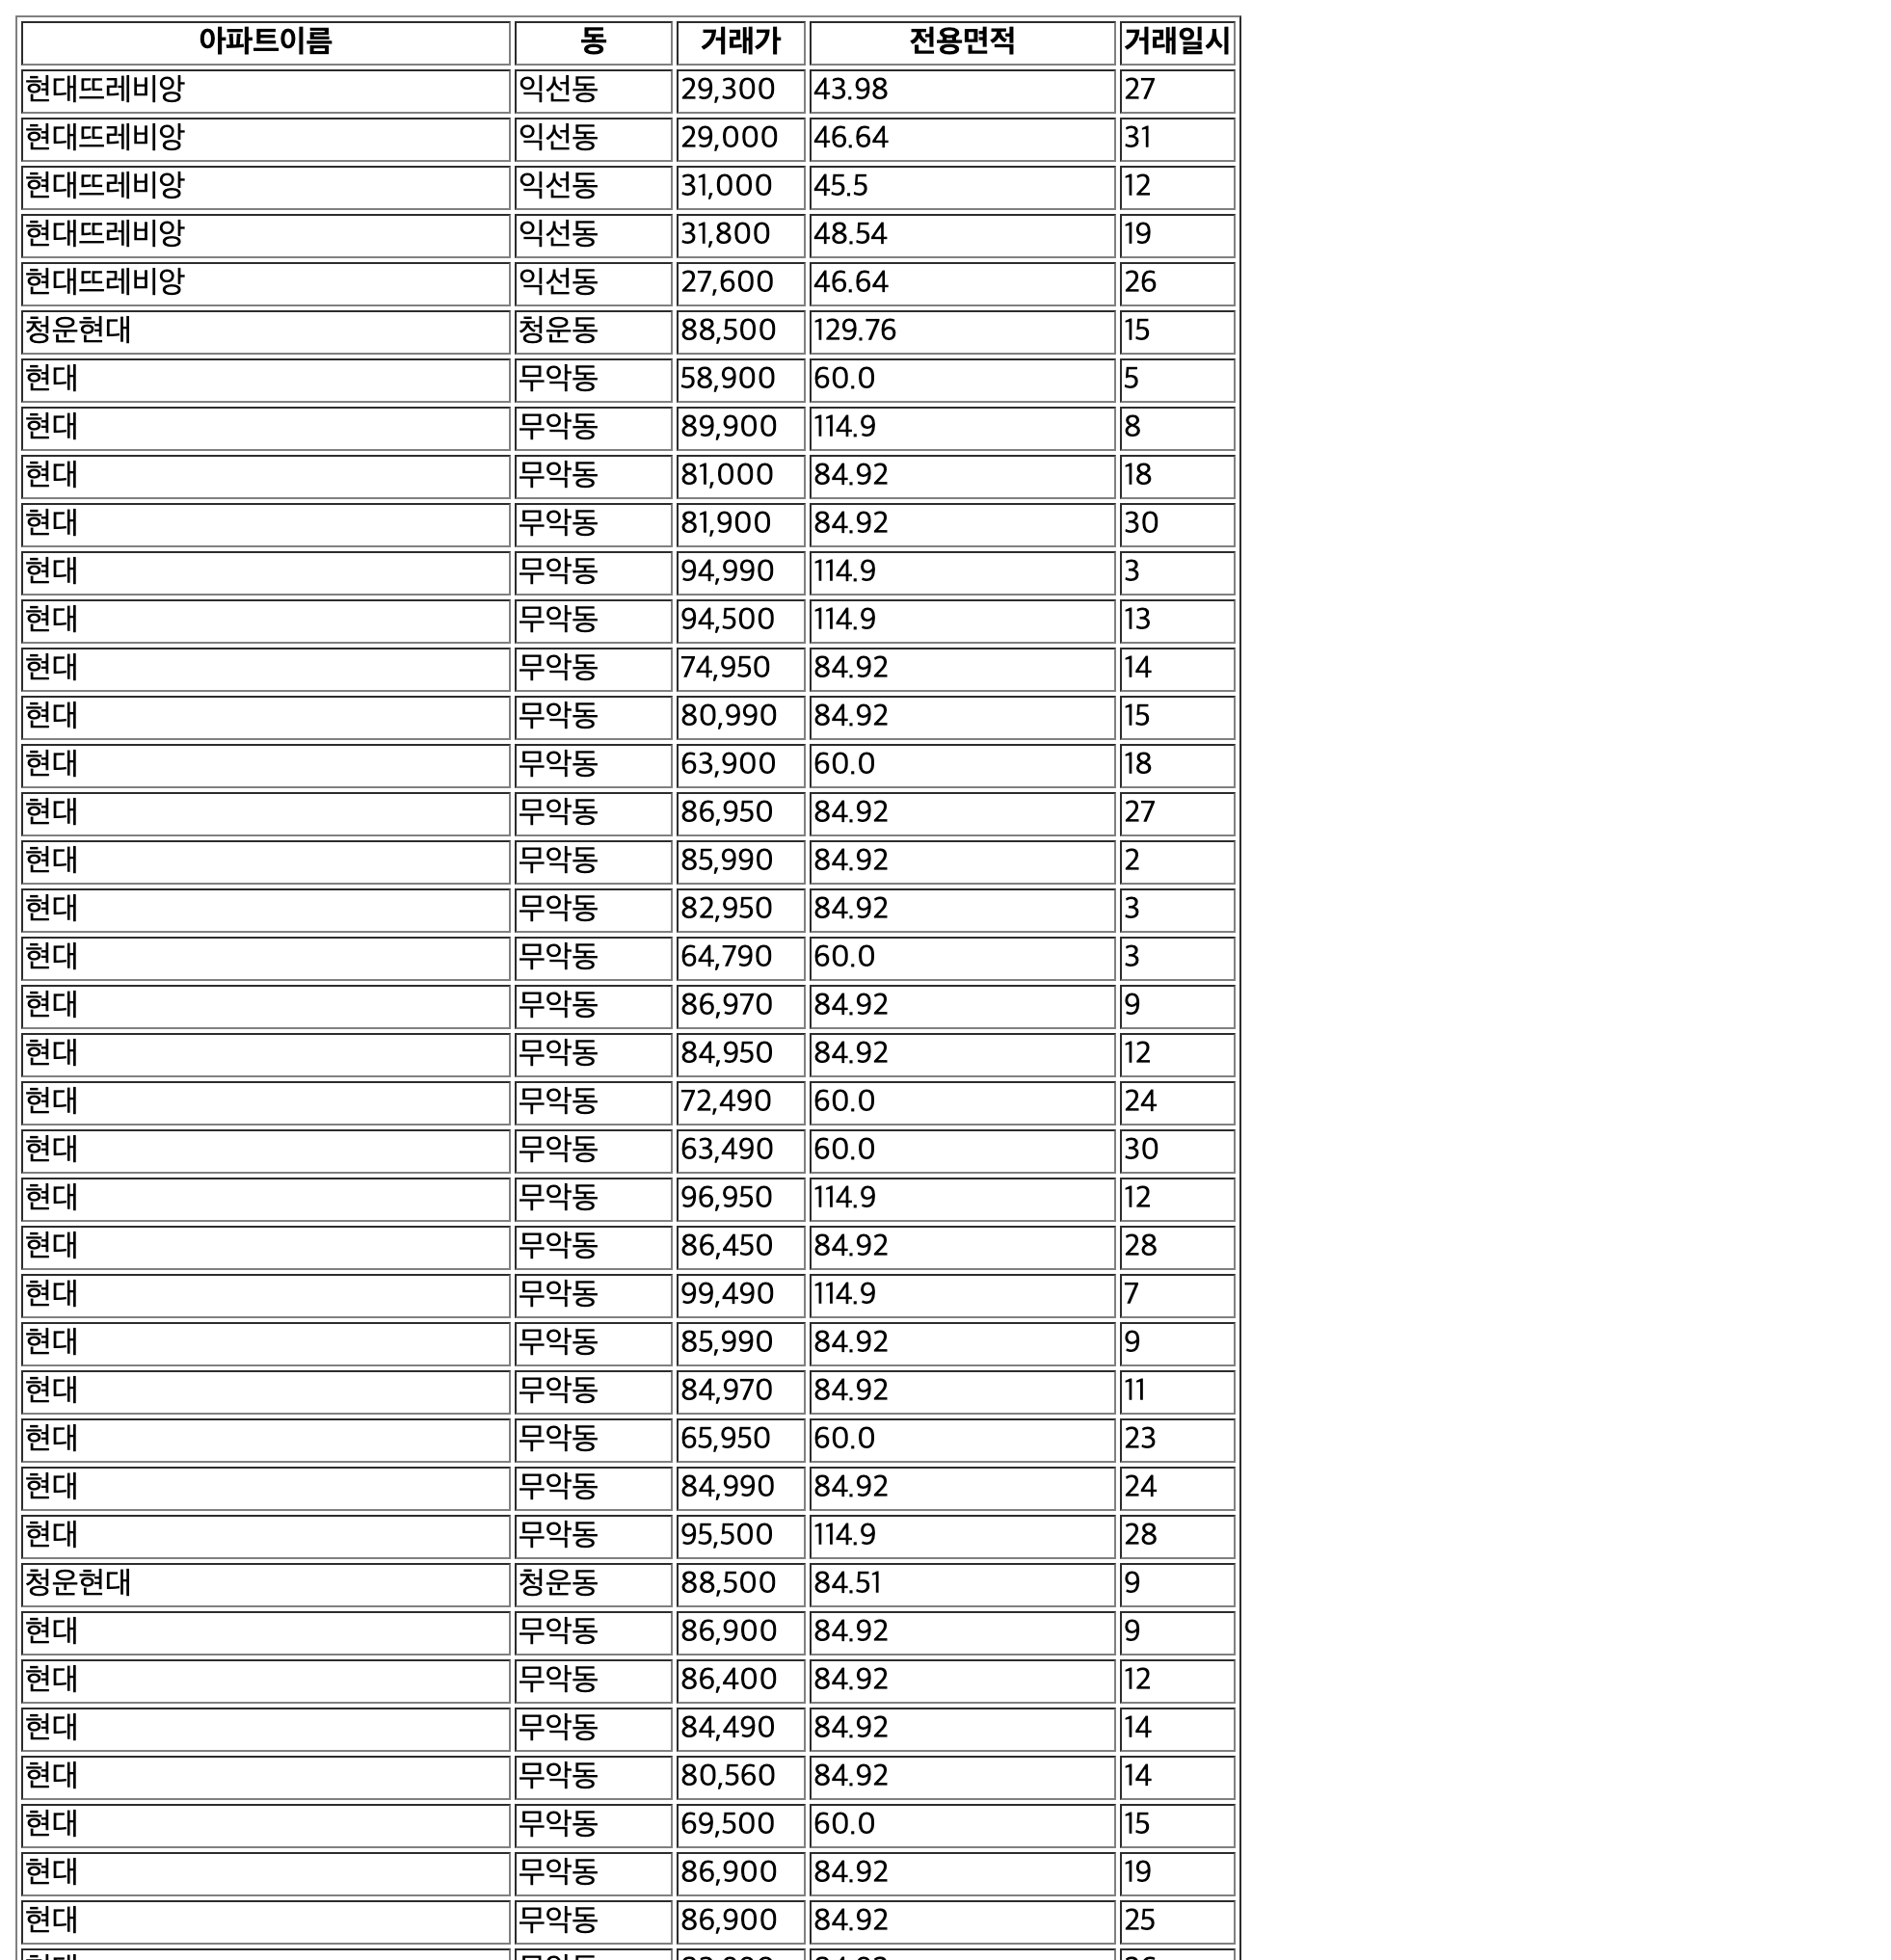 아파트이름 동 거래가 전용면적 거래일시
현대뜨레비앙 익선동 29,300 43.98 27
현대뜨레비앙 익선동 29,000 46.64 31
현대뜨레비앙 익선동 31,000 45.5 12
현대뜨레비앙 익선동 31,800 48.54 19
현대뜨레비앙 익선동 27,600 46.64 26
청운현대 청운동 88,500 129.76 15
현대 무악동 58,900 60.0 5
현대 무악동 89,900 114.9 8
현대 무악동 81,000 84.92 18
현대 무악동 81,900 84.92 30
현대 무악동 94,990 114.9 3
현대 무악동 94,500 114.9 13
현대 무악동 74,950 84.92 14
현대 무악동 80,990 84.92 15
현대 무악동 63,900 60.0 18
현대 무악동 86,950 84.92 27
현대 무악동 85,990 84.92 2
현대 무악동 82,950 84.92 3
현대 무악동 64,790 60.0 3
현대 무악동 86,970 84.92 9
현대 무악동 84,950 84.92 12
현대 무악동 72,490 60.0 24
현대 무악동 63,490 60.0 30
현대 무악동 96,950 114.9 12
현대 무악동 86,450 84.92 28
현대 무악동 99,490 114.9 7
현대 무악동 85,990 84.92 9
현대 무악동 84,970 84.92 11
현대 무악동 65,950 60.0 23
현대 무악동 84,990 84.92 24
현대 무악동 95,500 114.9 28
청운현대 청운동 88,500 84.51 9
현대 무악동 86,900 84.92 9
현대 무악동 86,400 84.92 12
현대 무악동 84,490 84.92 14
현대 무악동 80,560 84.92 14
현대 무악동 69,500 60.0 15
현대 무악동 86,900 84.92 19
현대 무악동 86,900 84.92 25